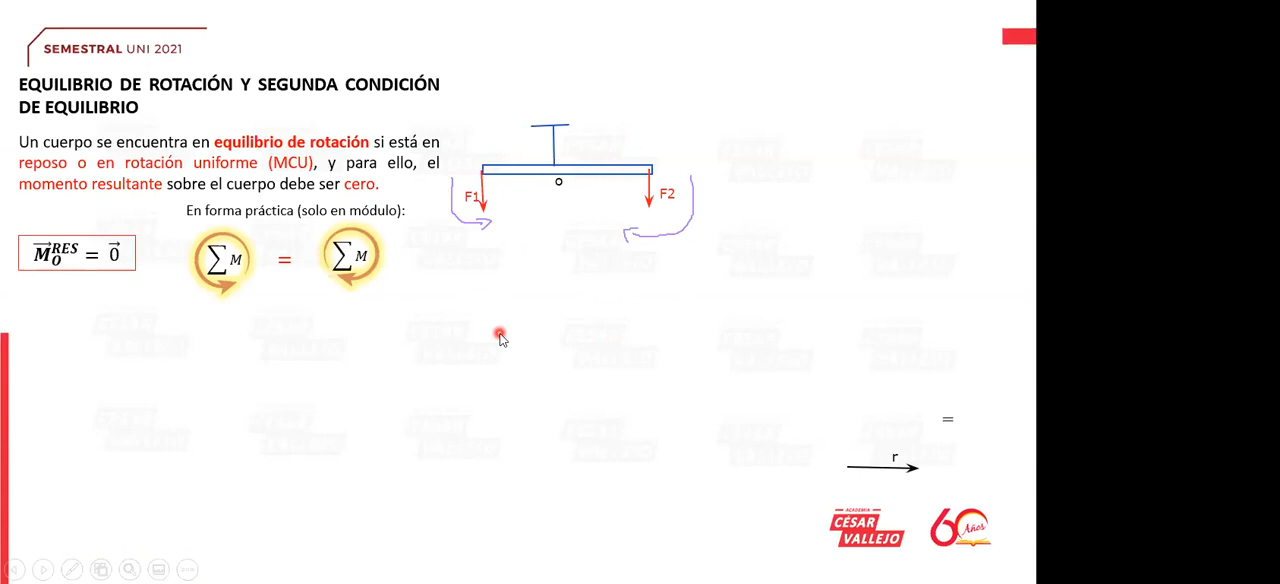 SEMESTRAL UNI 2021
EQUILIBRIO DE ROTACIÓN Y SEGUNDA CONDICIÓN
DE EQUILIBRIO
Un cuerpo se encuentra en equilibrio de rotación si está en
reposo o en rotación uniforme (MCU), y para ello, el
momento resultante sobre el cuerpo debe ser cero.
En forma práctica (solo en módulo):
M⃗_O^RES = 0⃗
∑M = ∑M
O
F1
F2
=
r
ACADEMIA
CÉSAR
VALLEJO
60
Años